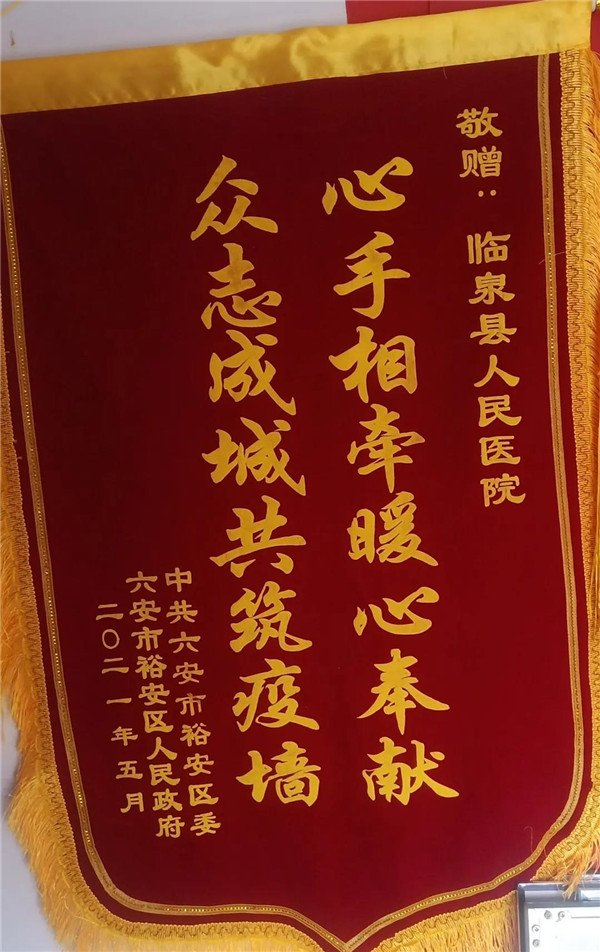 敬赠：临泉县人民医院
心手相牵暖心奉献
众志成城共筑疫墙
中共六安市裕安区委
六安市裕安区人民政府
二〇二一年五月